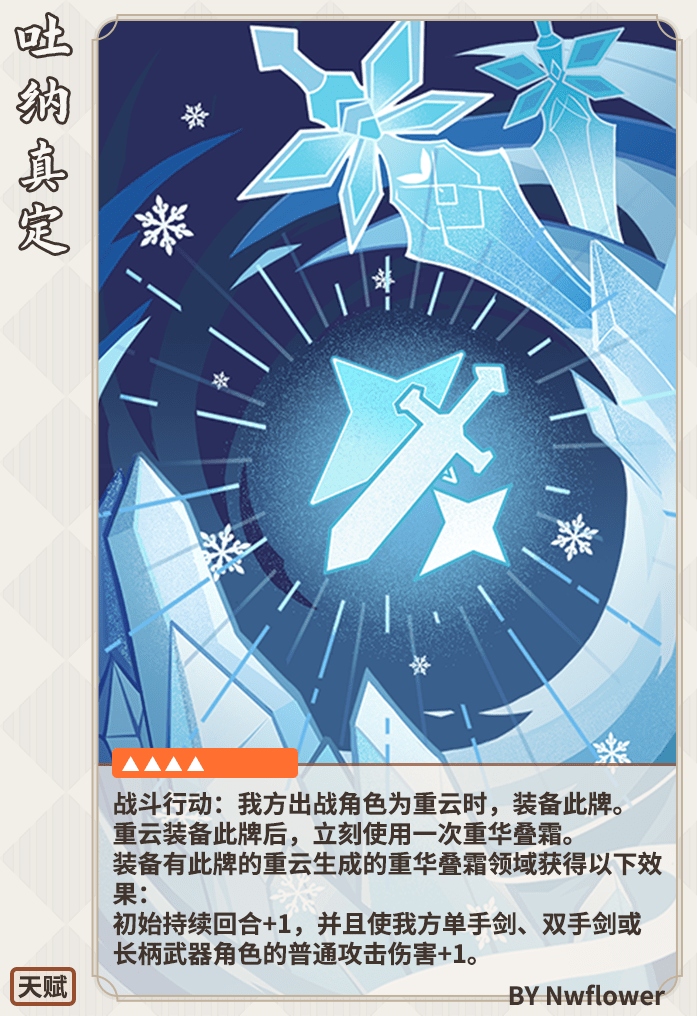 吐纳真定
战斗行动：我方出战角色为重云时，装备此牌。
重云装备此牌后，立刻使用一次重华叠霜。
装备有此牌的重云生成的重华叠霜领域获得以下效
果：
初始持续回合+1，并且使我方单手剑、双手剑或
长柄武器角色的普通攻击伤害+1。
天赋
BY Nwflower